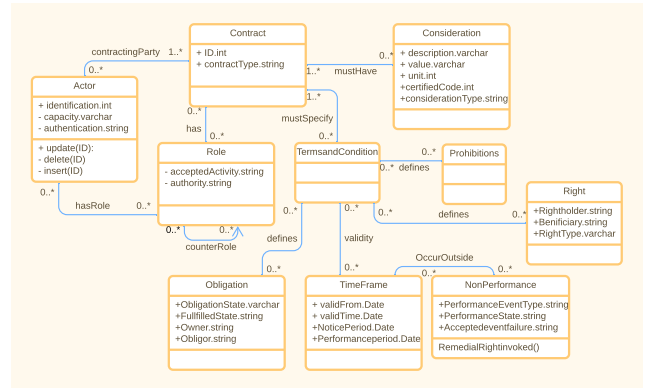 Contract
+ ID.int
+ contractType.string
Consideration
+ description.varchar
+ value.varchar
+ unit.int
+certifiedCode.int
+considerationType.string
contractingParty
1..*
0..*
0..*
1..*
mustHave
Actor
+ identification.int
- capacity.varchar
- authentication.string
+ update(ID):
- delete(ID)
- insert(ID)
1..*
mustSpecify
0..*
0..*
has
0..*
Role
- acceptedActivity.string
- authority.string
TermsandCondition
0..*
0..*
defines
Prohibitions
0..*
hasRole
0..*
0..*
0..*
counterRole
Right
+Rightholder.string
+Benificiary.string
+RightType.varchar
0..*
defines
0..*
0..*
defines
0..*
0..*
validity
0..*
OccurOutside
0..*
0..*
Obligation
+ObligationState.varchar
+FullfilledState.string
+Owner.string
+Obligor.string
TimeFrame
+ validFrom.Date
+ validTime.Date
+NoticePeriod.Date
+Performanceperiod.Date
NonPerformance
+PerformanceEventType.string
+PerformanceState.string
+Acceptedeventfailure.string
RemedialRightinvoked()